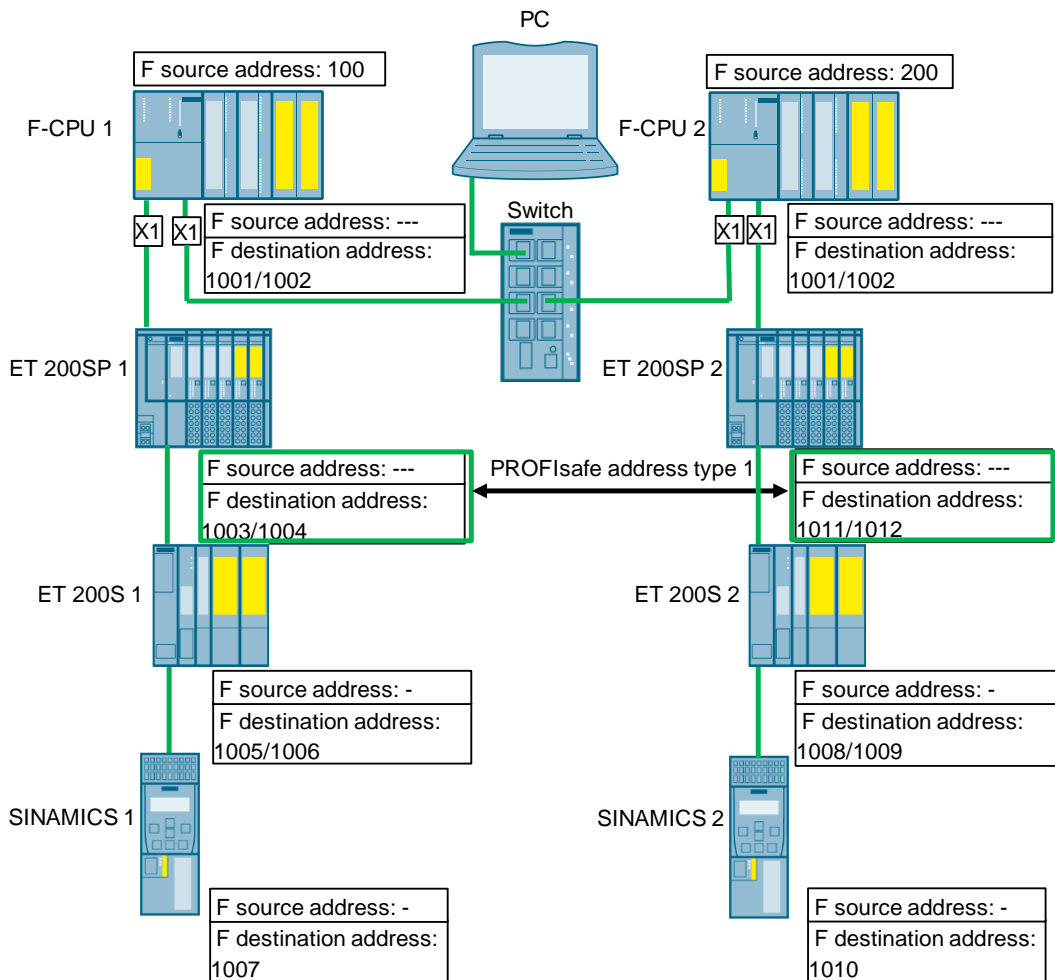 PC
F source address: 100
F source address: 200
F-CPU 1
F-CPU 2
Switch
X1
X1
F source address: ---
F destination address:
1001/1002
X1
X1
F source address: ---
F destination address:
1001/1002
ET 200SP 1
ET 200SP 2
F source address: ---
F destination address:
1003/1004
PROFIsafe address type 1
F source address: ---
F destination address:
1011/1012
ET 200S 1
ET 200S 2
F source address: -
F destination address:
1005/1006
F source address: -
F destination address:
1008/1009
SINAMICS 1
SINAMICS 2
F source address: -
F destination address:
1007
F source address: -
F destination address:
1010